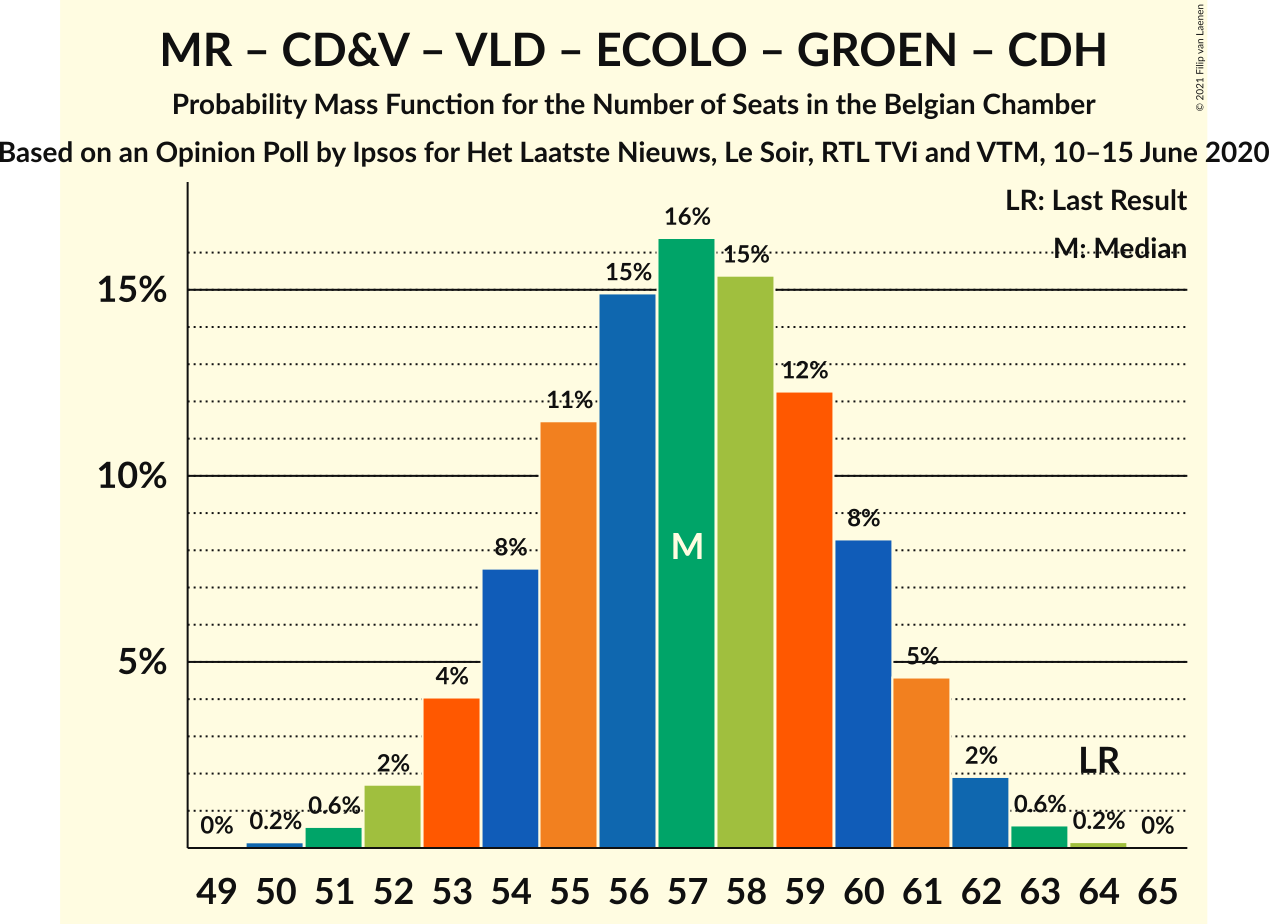 MR – CD&V – VLD – ECOLO – GROEN – CDH
Probability Mass Function for the Number of Seats in the Belgian Chamber
Based on an Opinion Poll by Ipsos for Het Laatste Nieuws, Le Soir, RTL TVi and VTM, 10–15 June 2020
© 2021 Filip van Laenen
LR: Last Result
M: Median
16%
15%
15%
15%
12%
11%
10%
8%
8%
M
5%
5%
4%
2%
2%
LR
0%
0.2%
0.6%
0.6%
0.2%
0%
49 50 51 52 53 54 55 56 57 58 59 60 61 62 63 64 65